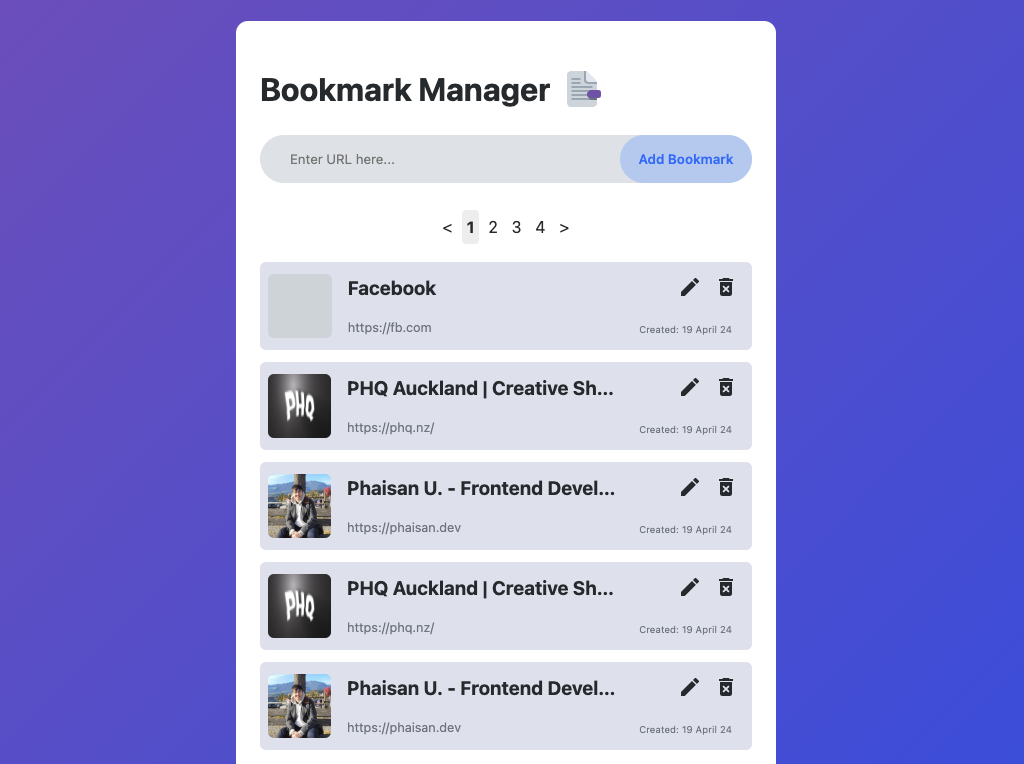 Bookmark Manager
Enter URL here...
Add Bookmark
< 1 2 3 4 >
Facebook
https://fb.com
Created: 19 April 24
PHQ
PHQ Auckland | Creative Sh...
https://phq.nz/
Created: 19 April 24
Phaisan U. - Frontend Devel...
https://phaisan.dev
Created: 19 April 24
PHQ
PHQ Auckland | Creative Sh...
https://phq.nz/
Created: 19 April 24
Phaisan U. - Frontend Devel...
https://phaisan.dev
Created: 19 April 24